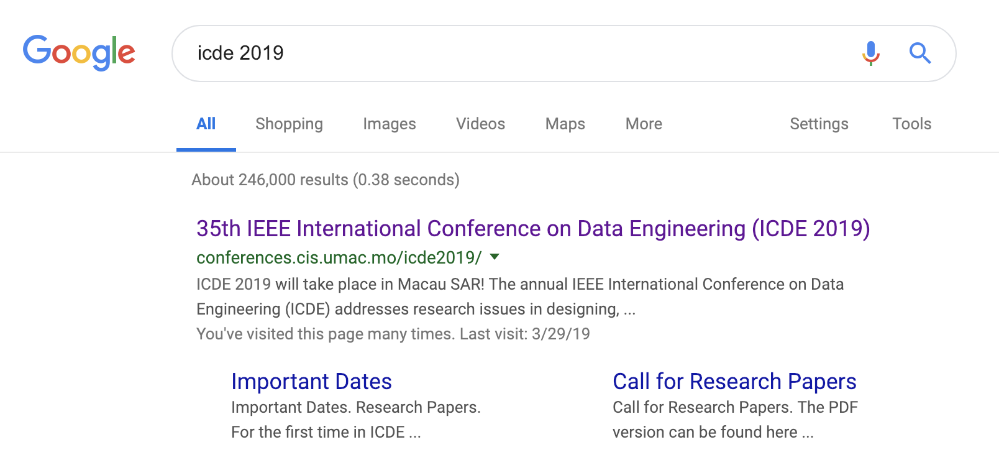 Google
icde 2019
All Shopping Images Videos Maps More Settings Tools
About 246,000 results (0.38 seconds)
35th IEEE International Conference on Data Engineering (ICDE 2019)
conferences.cis.umac.mo/icde2019/
ICDE 2019 will take place in Macau SAR! The annual IEEE International Conference on Data
Engineering (ICDE) addresses research issues in designing, ...
You've visited this page many times. Last visit: 3/29/19
Important Dates
Important Dates. Research Papers.
For the first time in ICDE ...
Call for Research Papers
Call for Research Papers. The PDF
version can be found here ...